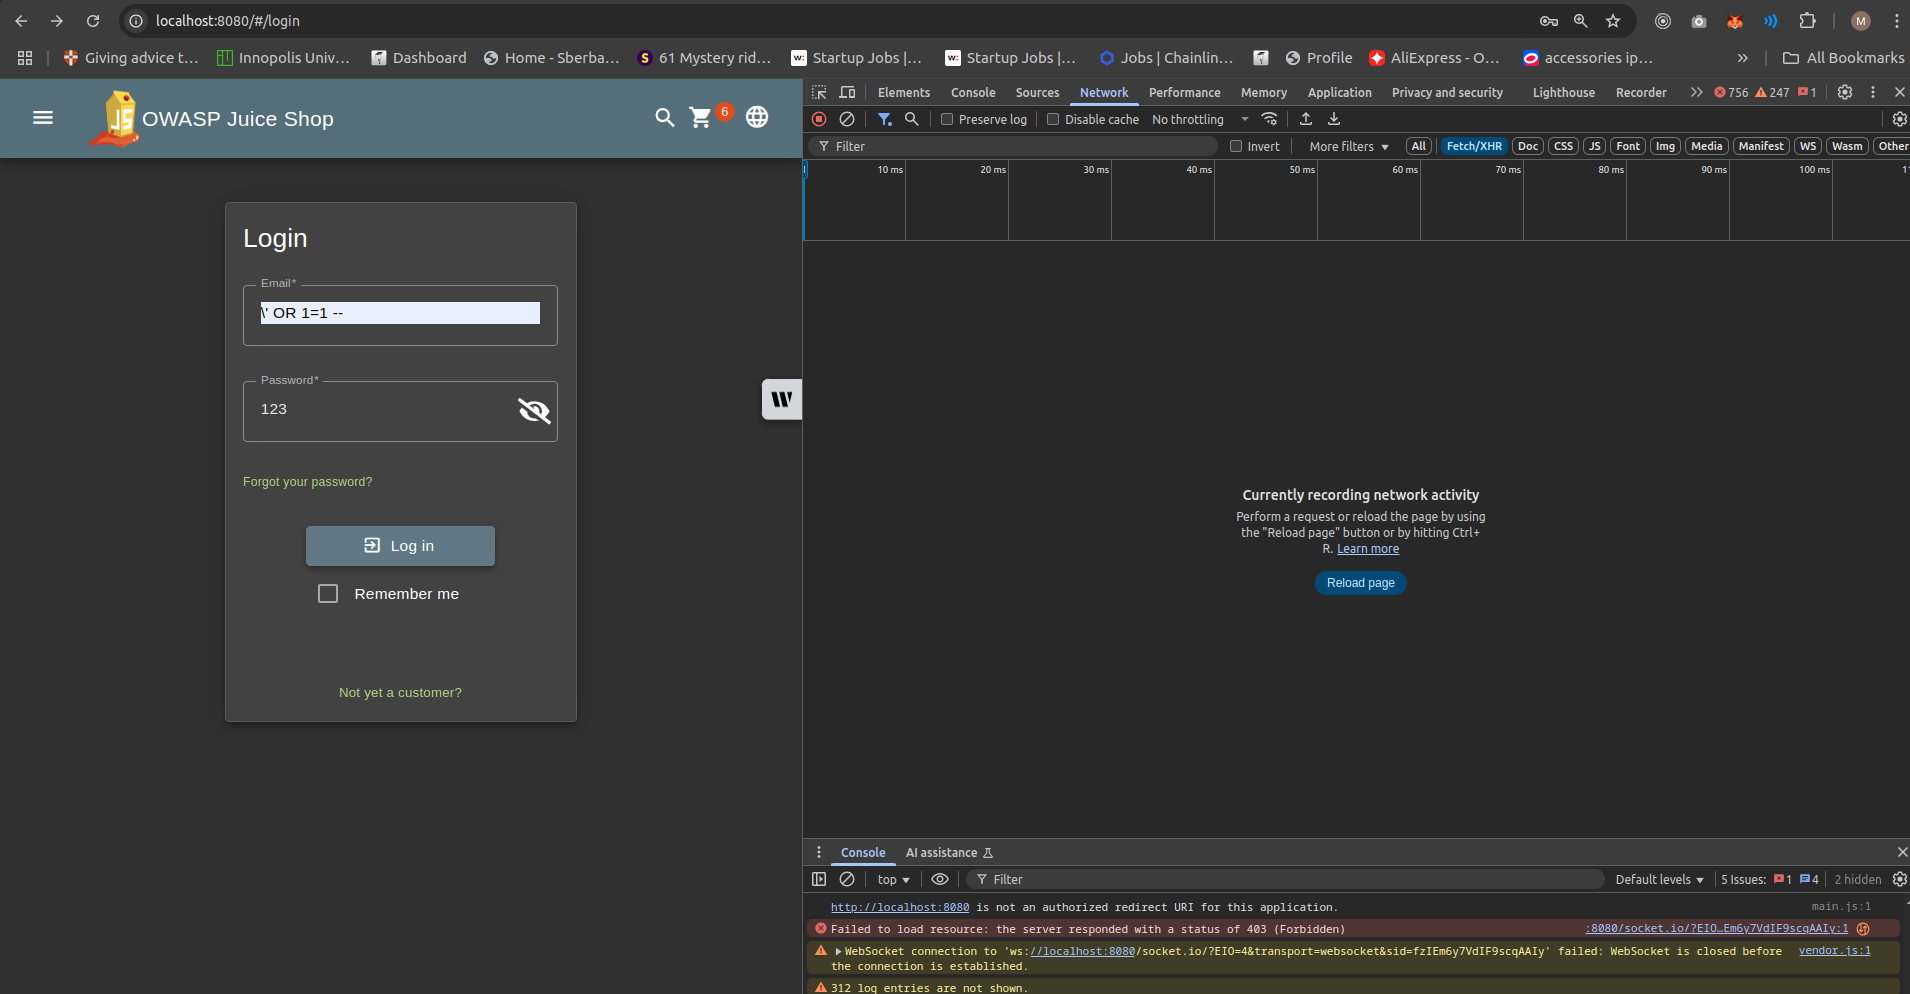 localhost:8080/#/login
M
Giving advice t...
Innopolis Univ...
Dashboard
Home - Sberba...
S
61 Mystery rid...
w:
Startup Jobs |...
w:
Startup Jobs |...
Jobs | Chainlin...
Profile
AliExpress - O...
accessories ip...
»
All Bookmarks
JS
OWASP Juice Shop
6
Login
Email*
\' OR 1=1 --
Password*
123
Forgot your password?
Log in
Remember me
Not yet a customer?
Elements
Console
Sources
Network
Performance
Memory
Application
Privacy and security
Lighthouse
Recorder
»
756
247
1
Preserve log
Disable cache
No throttling
Filter
Invert
More filters
All
Fetch/XHR
Doc
CSS
JS
Font
Img
Media
Manifest
WS
Wasm
Other
10 ms
20 ms
30 ms
40 ms
50 ms
60 ms
70 ms
80 ms
90 ms
100 ms
Currently recording network activity
Perform a request or reload the page by using
the "Reload page" button or by hitting Ctrl+
R. Learn more
Reload page
Console
AI assistance
top
Filter
Default levels
5 Issues:
1
4
2 hidden
http://localhost:8080 is not an authorized redirect URI for this application.
main.js:1
Failed to load resource: the server responded with a status of 403 (Forbidden)
:8080/socket.io/?EIO…Em6y7VdIF9scqAAIy:1
WebSocket connection to 'ws://localhost:8080/socket.io/?EIO=4&transport=websocket&sid=fzIEm6y7VdIF9scqAAIy' failed: WebSocket is closed before
the connection is established.
vendor.js:1
312 log entries are not shown.